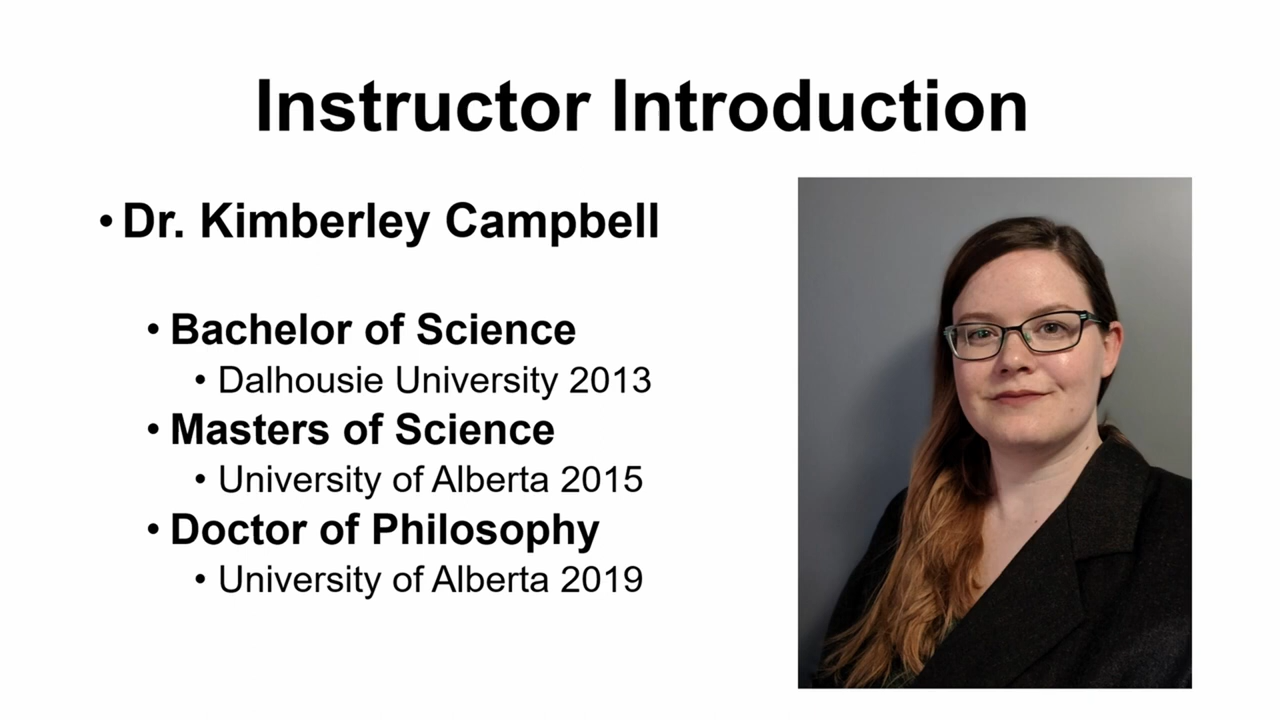 Instructor Introduction
• Dr. Kimberley Campbell
• Bachelor of Science
• Dalhousie University 2013
• Masters of Science
• University of Alberta 2015
• Doctor of Philosophy
• University of Alberta 2019